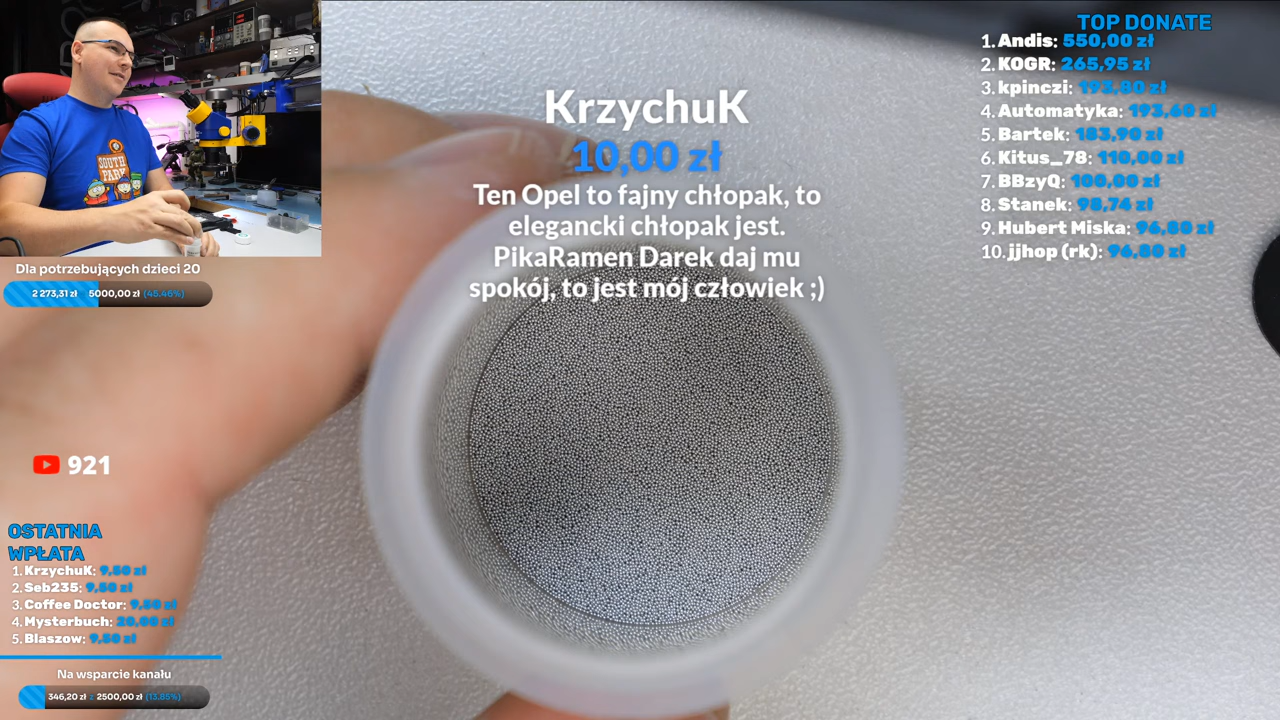 SOUTH
PARK
Dla potrzebujących dzieci 20
2 273,31 zł 5000,00 zł (45.46%)
921
OSTATNIA
WPŁATA
1. KrzychuK: 9,50 zł
2. Seb235: 9,50 zł
3. Coffee Doctor: 9,50 zł
4. Mysterbuch: 20,00 zł
5. Blaszow: 9,50 zł
Na wsparcie kanału
346,20 zł z 2500,00 zł (13.85%)
KrzychuK
10,00 zł
Ten Opel to fajny chłopak, to
elegancki chłopak jest.
PikaRamen Darek daj mu
spokój, to jest mój człowiek ;)
TOP DONATE
1. Andis: 550,00 zł
2. KOGR: 265,95 zł
3. kpinczi: 193,80 zł
4. Automatyka: 193,60 zł
5. Bartek: 183,90 zł
6. Kitus_78: 110,00 zł
7. BBzyQ: 100,00 zł
8. Stanek: 98,74 zł
9. Hubert Miska: 96,80 zł
10. jjhop (rk): 96,80 zł